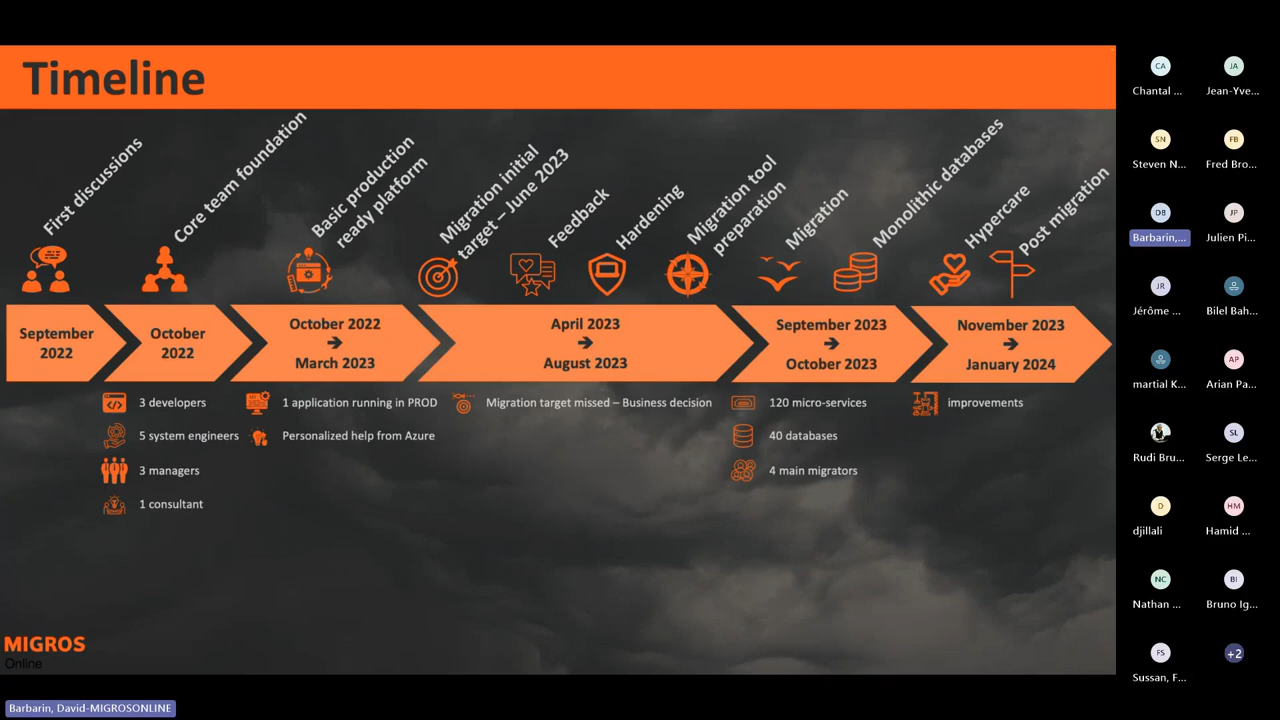 Timeline
First discussions
Core team foundation
Basic production
ready platform
Migration initial
target – June 2023
Feedback
Hardening
Migration tool
preparation
Migration
Monolithic databases
Hypercare
Post migration
September
2022
October
2022
October 2022
➔
March 2023
April 2023
➔
August 2023
September 2023
➔
October 2023
November 2023
➔
January 2024
3 developers
5 system engineers
3 managers
1 consultant
1 application running in PROD
Personalized help from Azure
Migration target missed – Business decision
120 micro-services
40 databases
4 main migrators
improvements
MIGROS
Online
Barbarin, David-MIGROSONLINE
CA
Chantal ...
JA
Jean-Yve...
SN
Steven N...
FB
Fred Bro...
DB
Barbarin,...
JP
Julien Pi...
JR
Jérôme ...
Bilel Bah...
martial K...
AP
Arian Pa...
Rudi Bru...
SL
Serge Le...
D
djillali
HM
Hamid ...
NC
Nathan ...
BI
Bruno Ig...
FS
Sussan, F...
+2